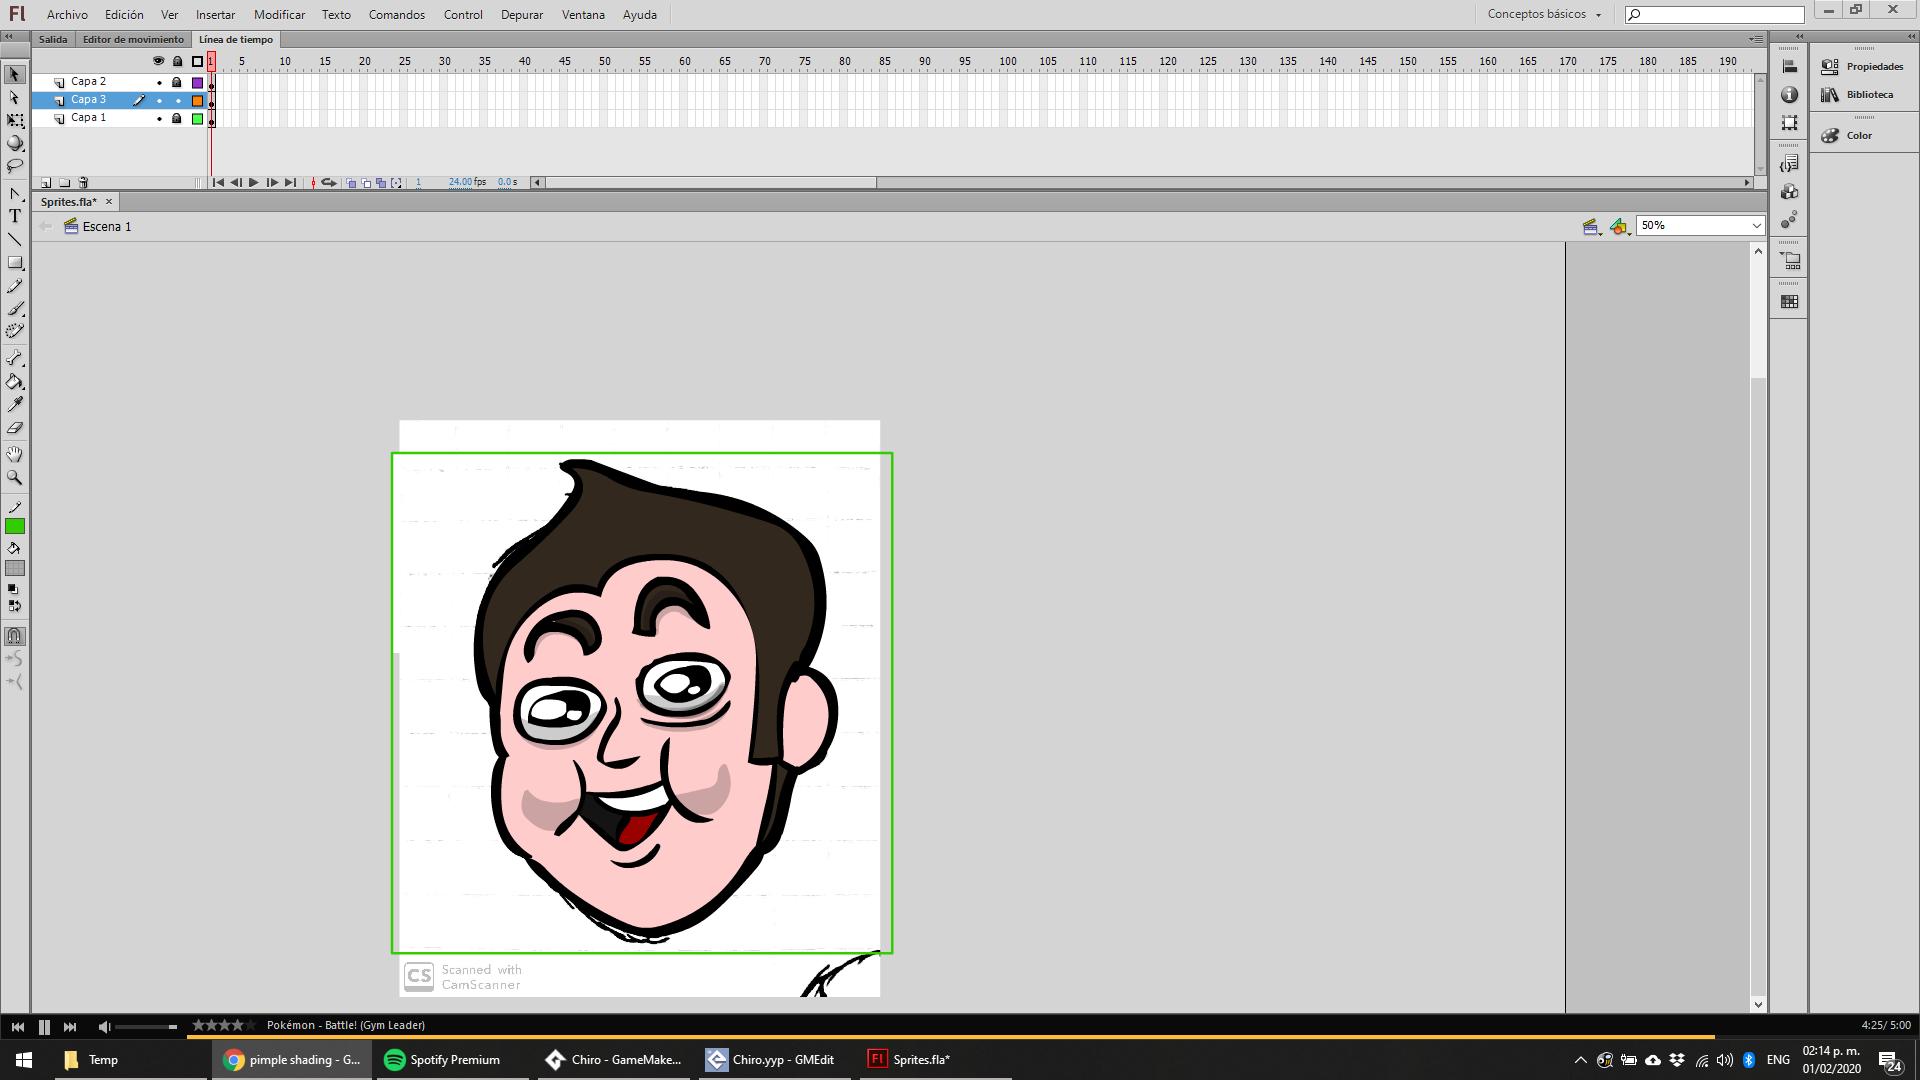 Fl Archivo Edición Ver Insertar Modificar Texto Comandos Control Depurar Ventana Ayuda Conceptos básicos
Salida Editor de movimiento Línea de tiempo
1 5 10 15 20 25 30 35 40 45 50 55 60 65 70 75 80 85 90 95 100 105 110 115 120 125 130 135 140 145 150 155 160 165 170 175 180 185 190
Capa 2
Capa 3
Capa 1
1 24.00 fps 0.0 s
Propiedades
Biblioteca
Color
Sprites.fla* ×
Escena 1 50%
T
CS Scanned with
CamScanner
Pokémon - Battle! (Gym Leader) 4:25/ 5:00
Temp pimple shading - G... Spotify Premium Chiro - GameMake... Chiro.yyp - GMEdit Fl Sprites.fla* ENG 02:14 p. m.
01/02/2020 24